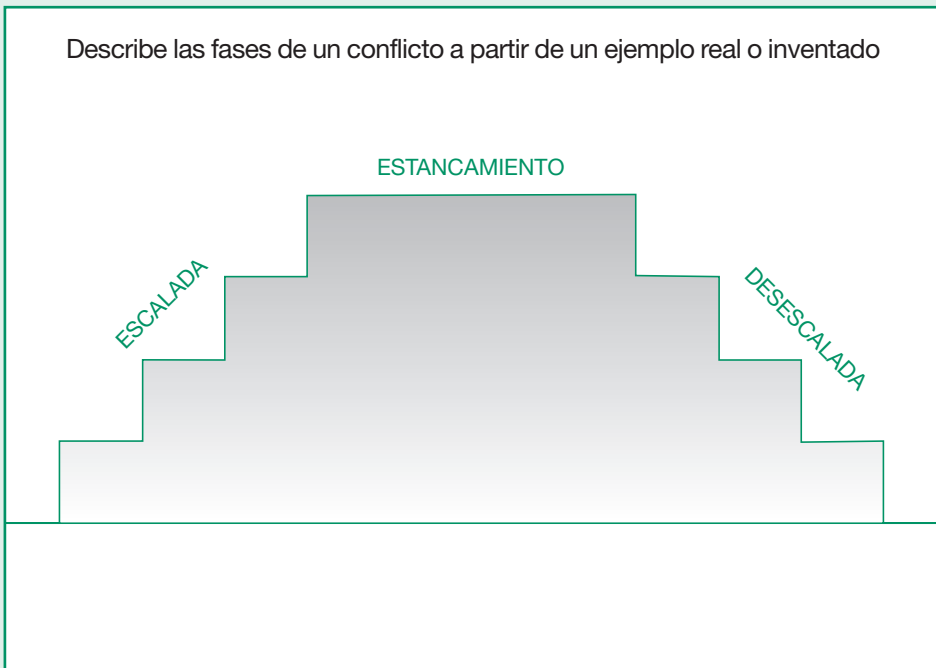 Describe las fases de un conflicto a partir de un ejemplo real o inventado
ESTANCAMIENTO
ESCALADA
DESESCALADA